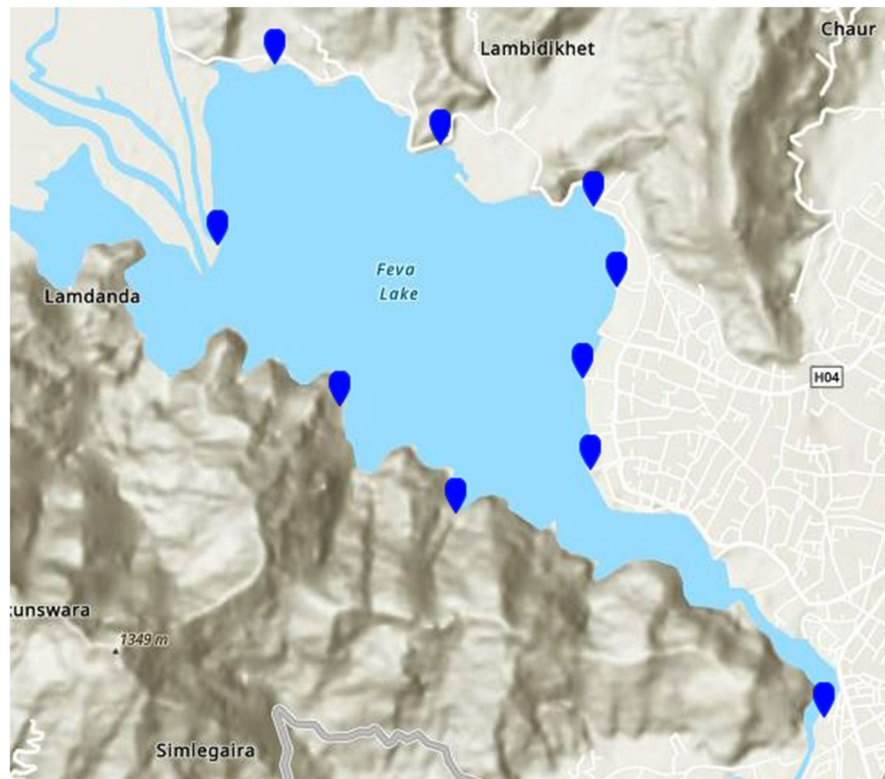 Chaur
Lambidikhet
Feva
Lake
Lamdanda
H04
kunswara
1349 m
Simlegaira